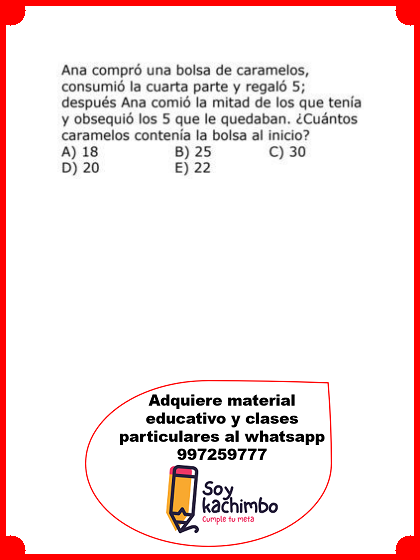 Ana compró una bolsa de caramelos,
consumió la cuarta parte y regaló 5;
después Ana comió la mitad de los que tenía
y obsequió los 5 que le quedaban. ¿Cuántos
caramelos contenía la bolsa al inicio?
A) 18 B) 25 C) 30
D) 20 E) 22
Adquiere material
educativo y clases
particulares al whatsapp
997259777
Soy
kachimbo
Cumple tu meta